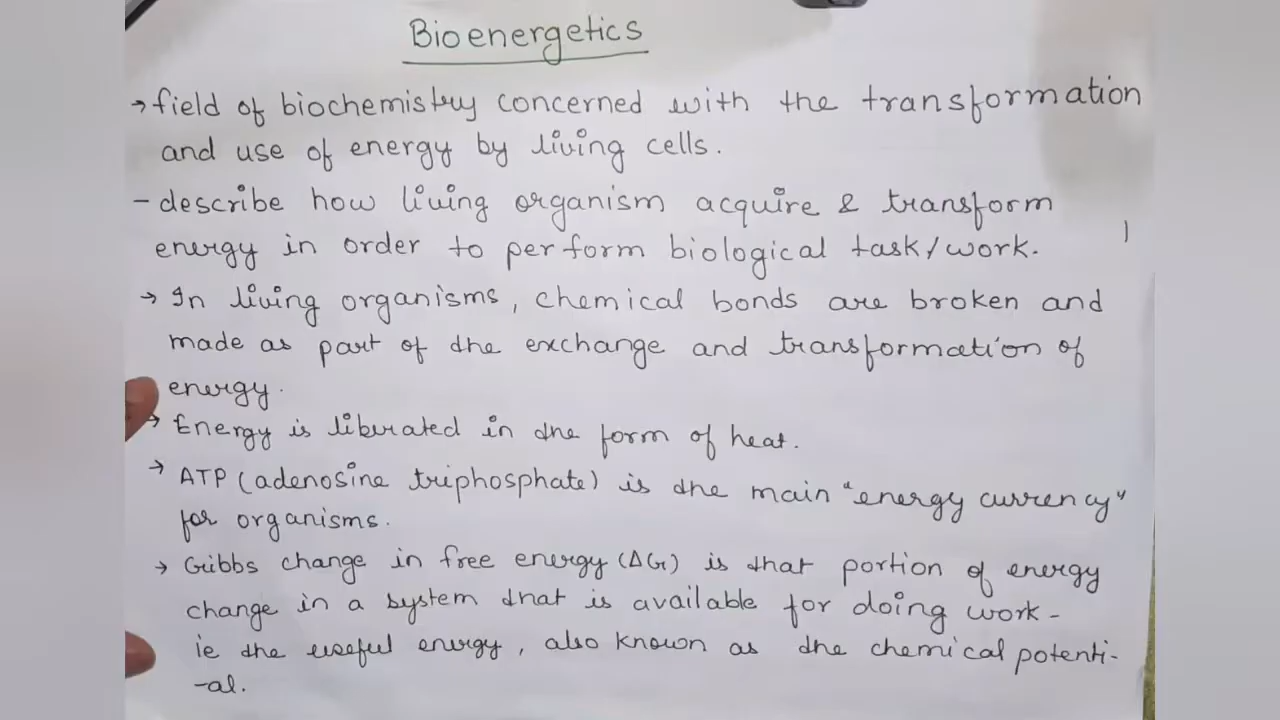 Bioenergetics
→ field of biochemistry concerned with the transformation
and use of energy by living cells.
- describe how living organism acquire & transform
energy in order to perform biological task/work.
→ In living organisms, chemical bonds are broken and
made as part of the exchange and transformation of
energy.
→ Energy is liberated in the form of heat.
→ ATP (adenosine triphosphate) is the main "energy currency"
for organisms.
→ Gibbs change in free energy (ΔG) is that portion of energy
change in a system that is available for doing work -
ie the useful energy, also known as the chemical potenti-
-al.